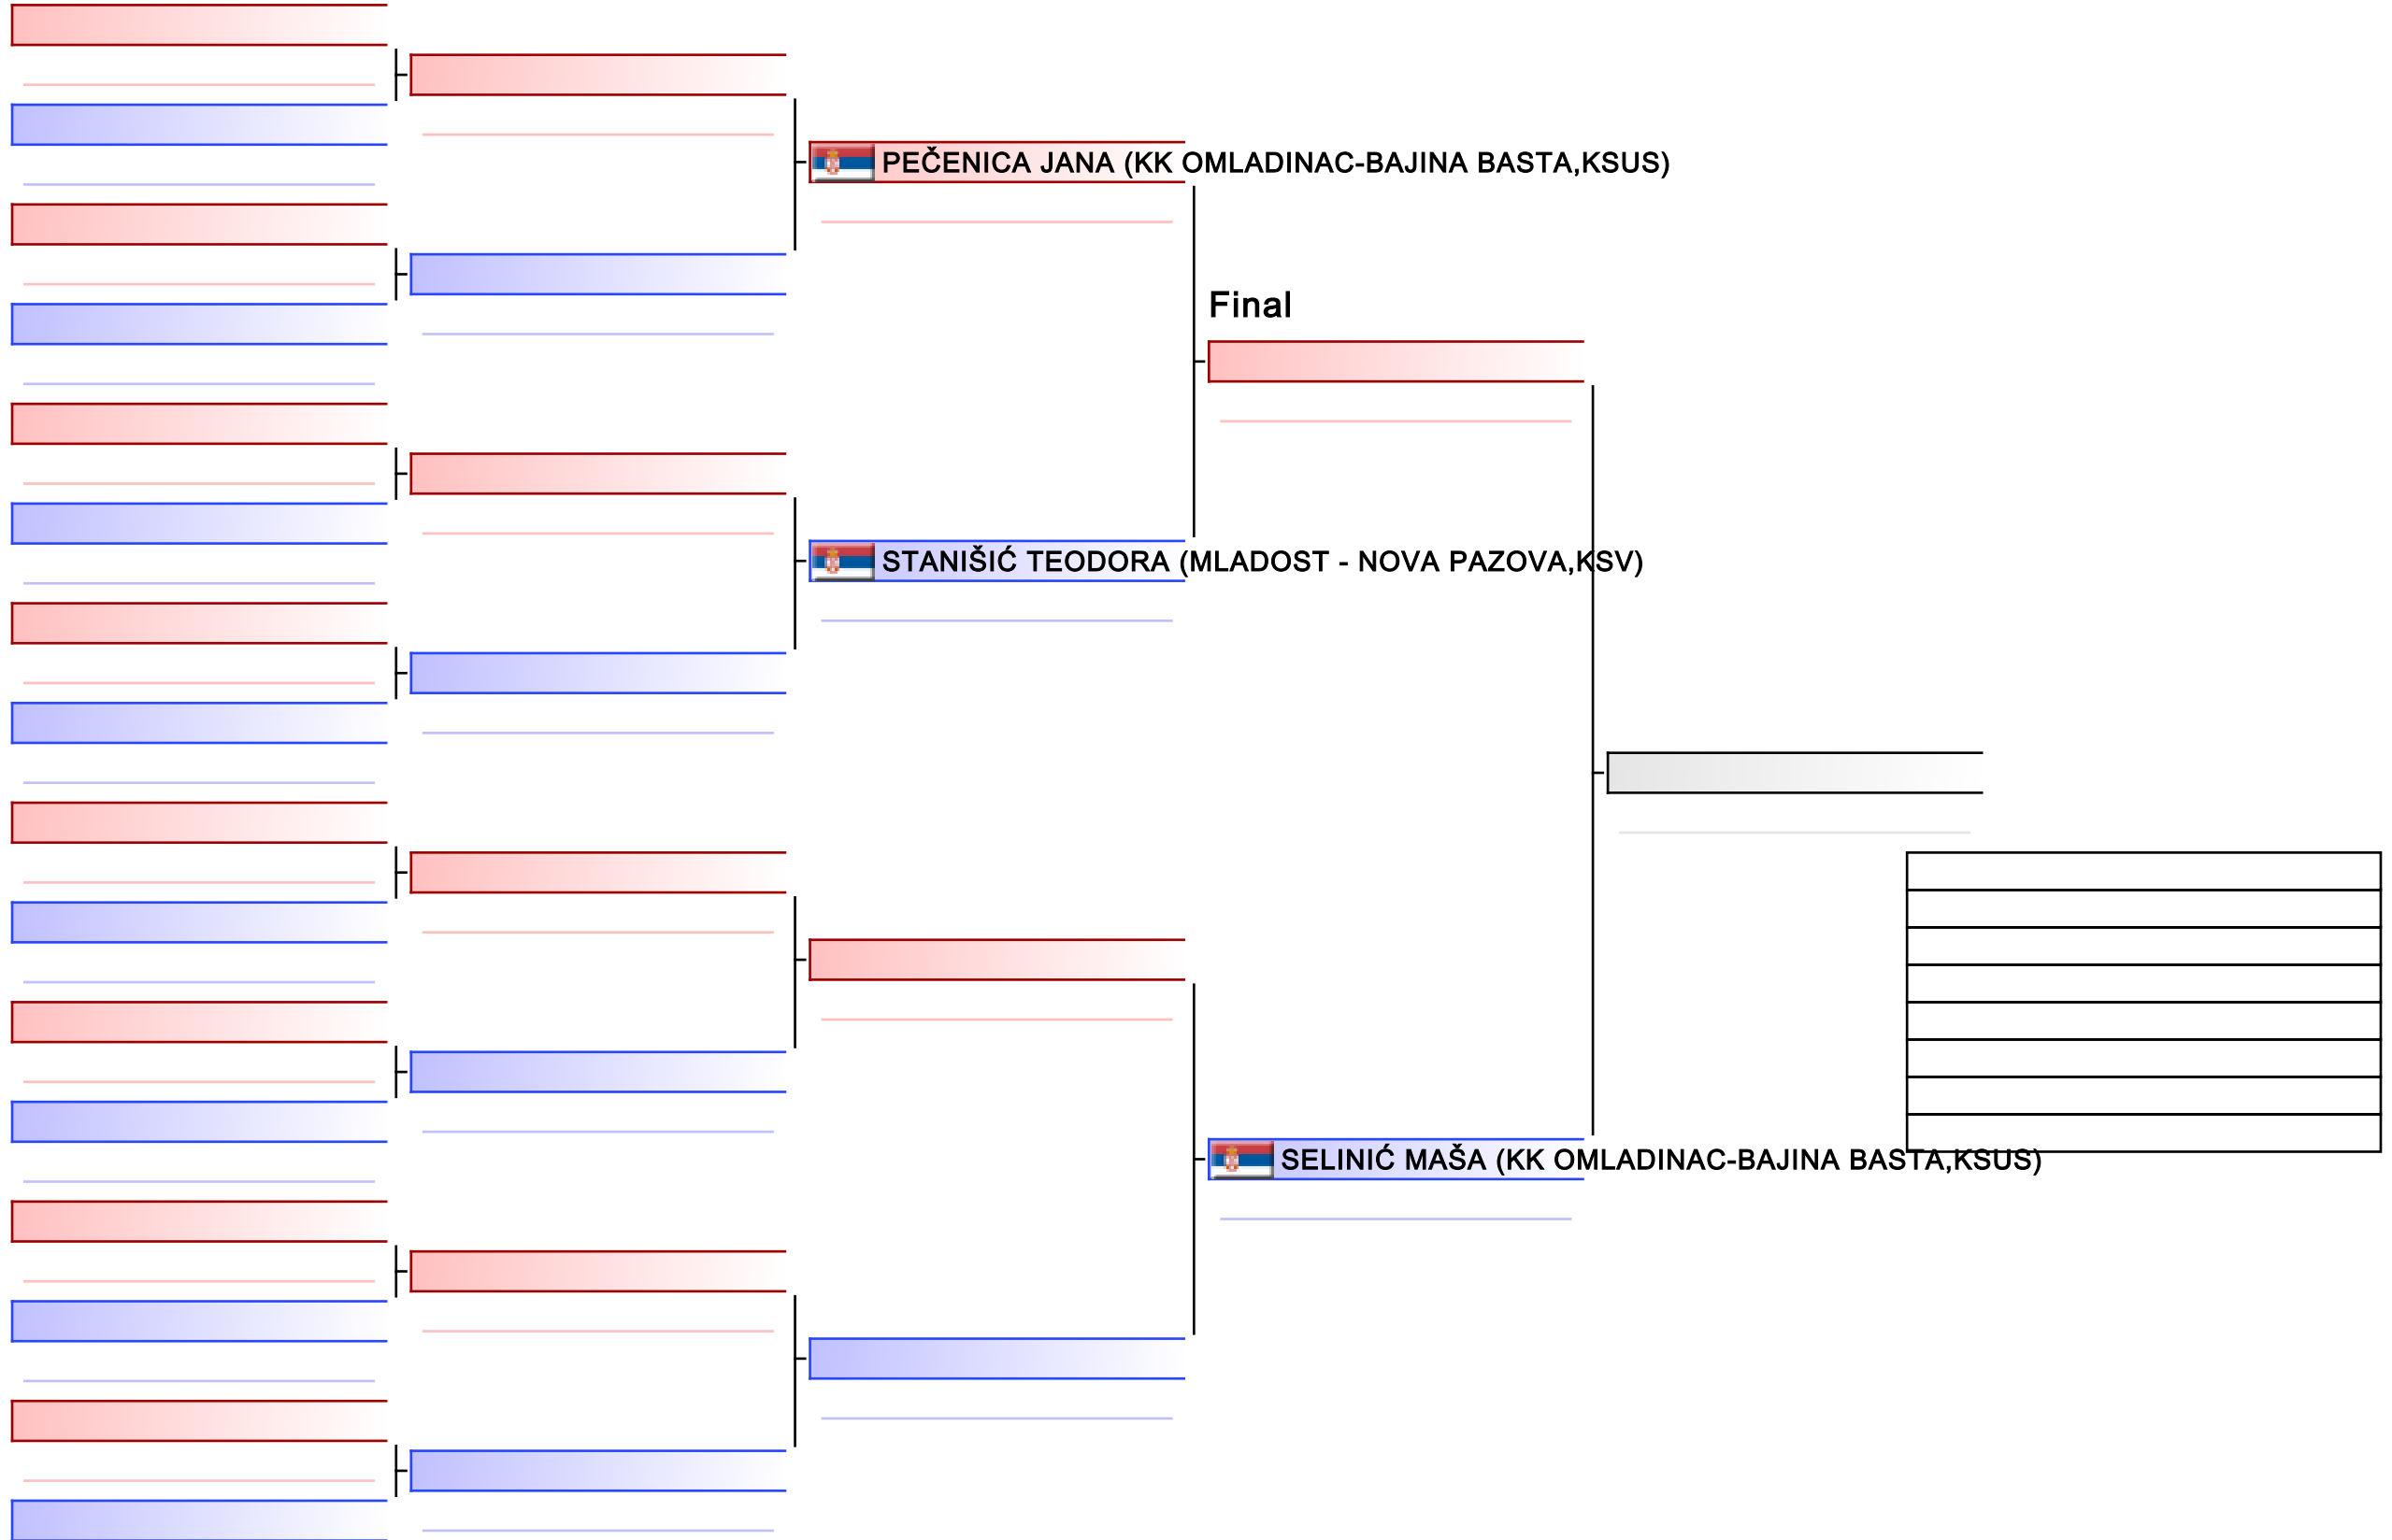 PEČENICA JANA (KK OMLADINAC-BAJINA BASTA,KSUS)
Final
STANIŠIĆ TEODORA (MLADOST - NOVA PAZOVA,KSV)
SELINIĆ MAŠA (KK OMLADINAC-BAJINA BASTA,KSUS)